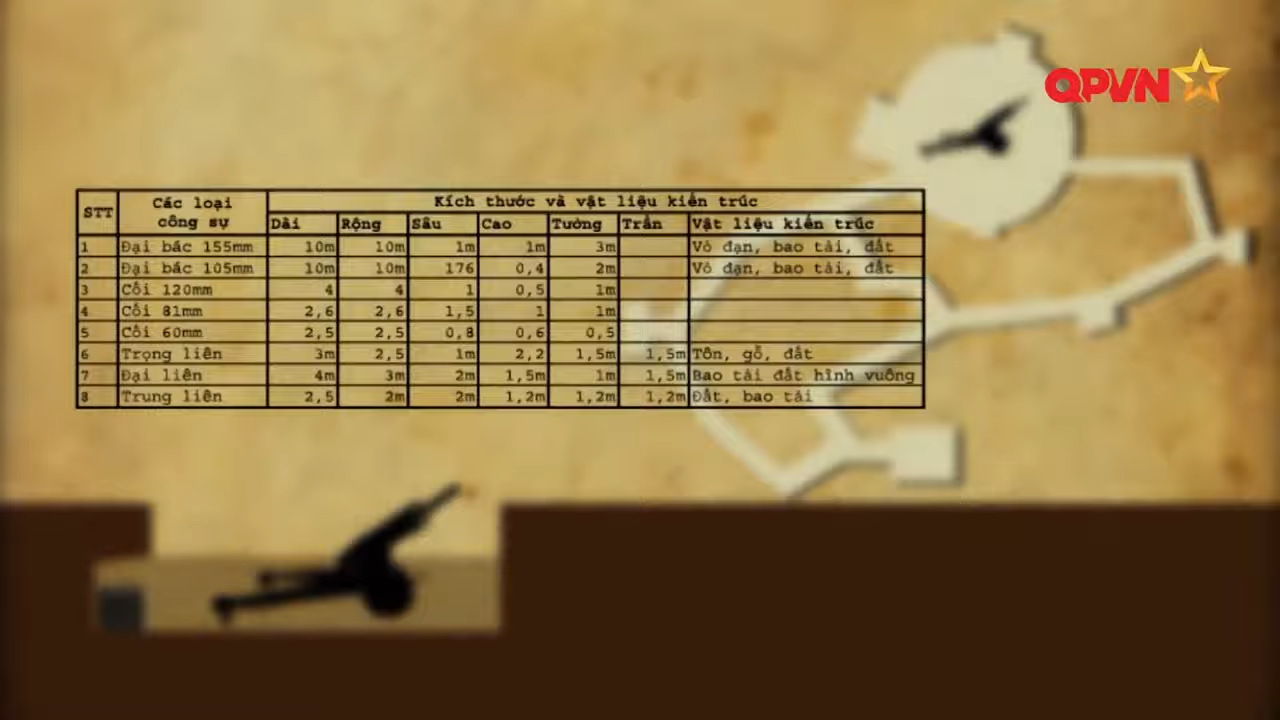 QPVN
STT Các loại công sự Kích thước và vật liệu kiến trúc
Dài Rộng Sâu Cao Tường Trần Vật liệu kiến trúc
1 Đại bác 155mm 10m 10m 1m 1m 3m Vỏ đạn, bao tải, đất
2 Đại bác 105mm 10m 10m 176 0,4 2m Vỏ đạn, bao tải, đất
3 Cối 120mm 4 4 1 0,5 1m
4 Cối 81mm 2,6 2,6 1,5 1 1m
5 Cối 60mm 2,5 2,5 0,8 0,6 0,5
6 Trọng liên 3m 2,5 1m 2,2 1,5m 1,5m Tôn, gỗ, đất
7 Đại liên 4m 3m 2m 1,5m 1m 1,5m Bao tải đất hình vuông
8 Trung liên 2,5 2m 2m 1,2m 1,2m 1,2m Đất, bao tải